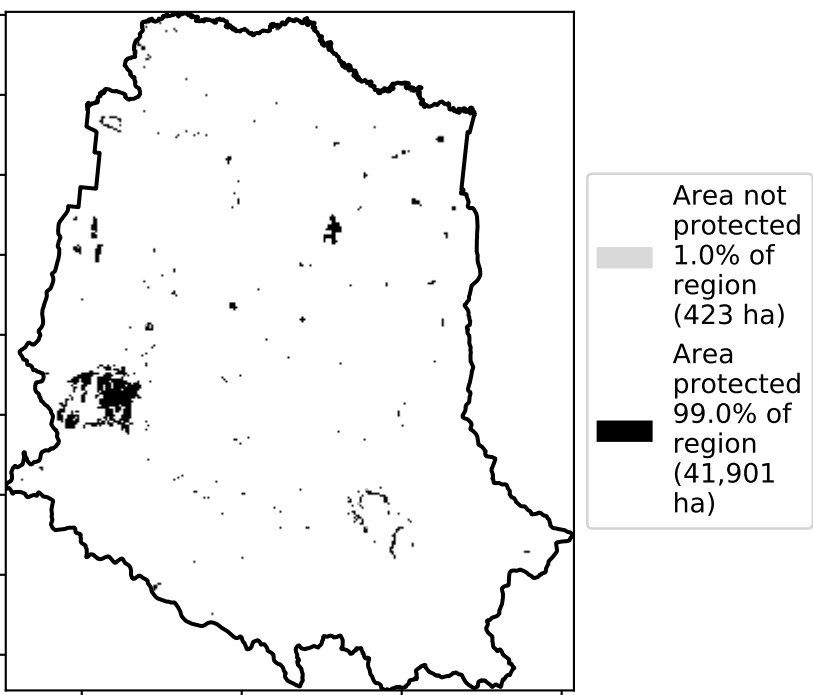 Area not
protected
1.0% of
region
(423 ha)
Area
protected
99.0% of
region
(41,901
ha)